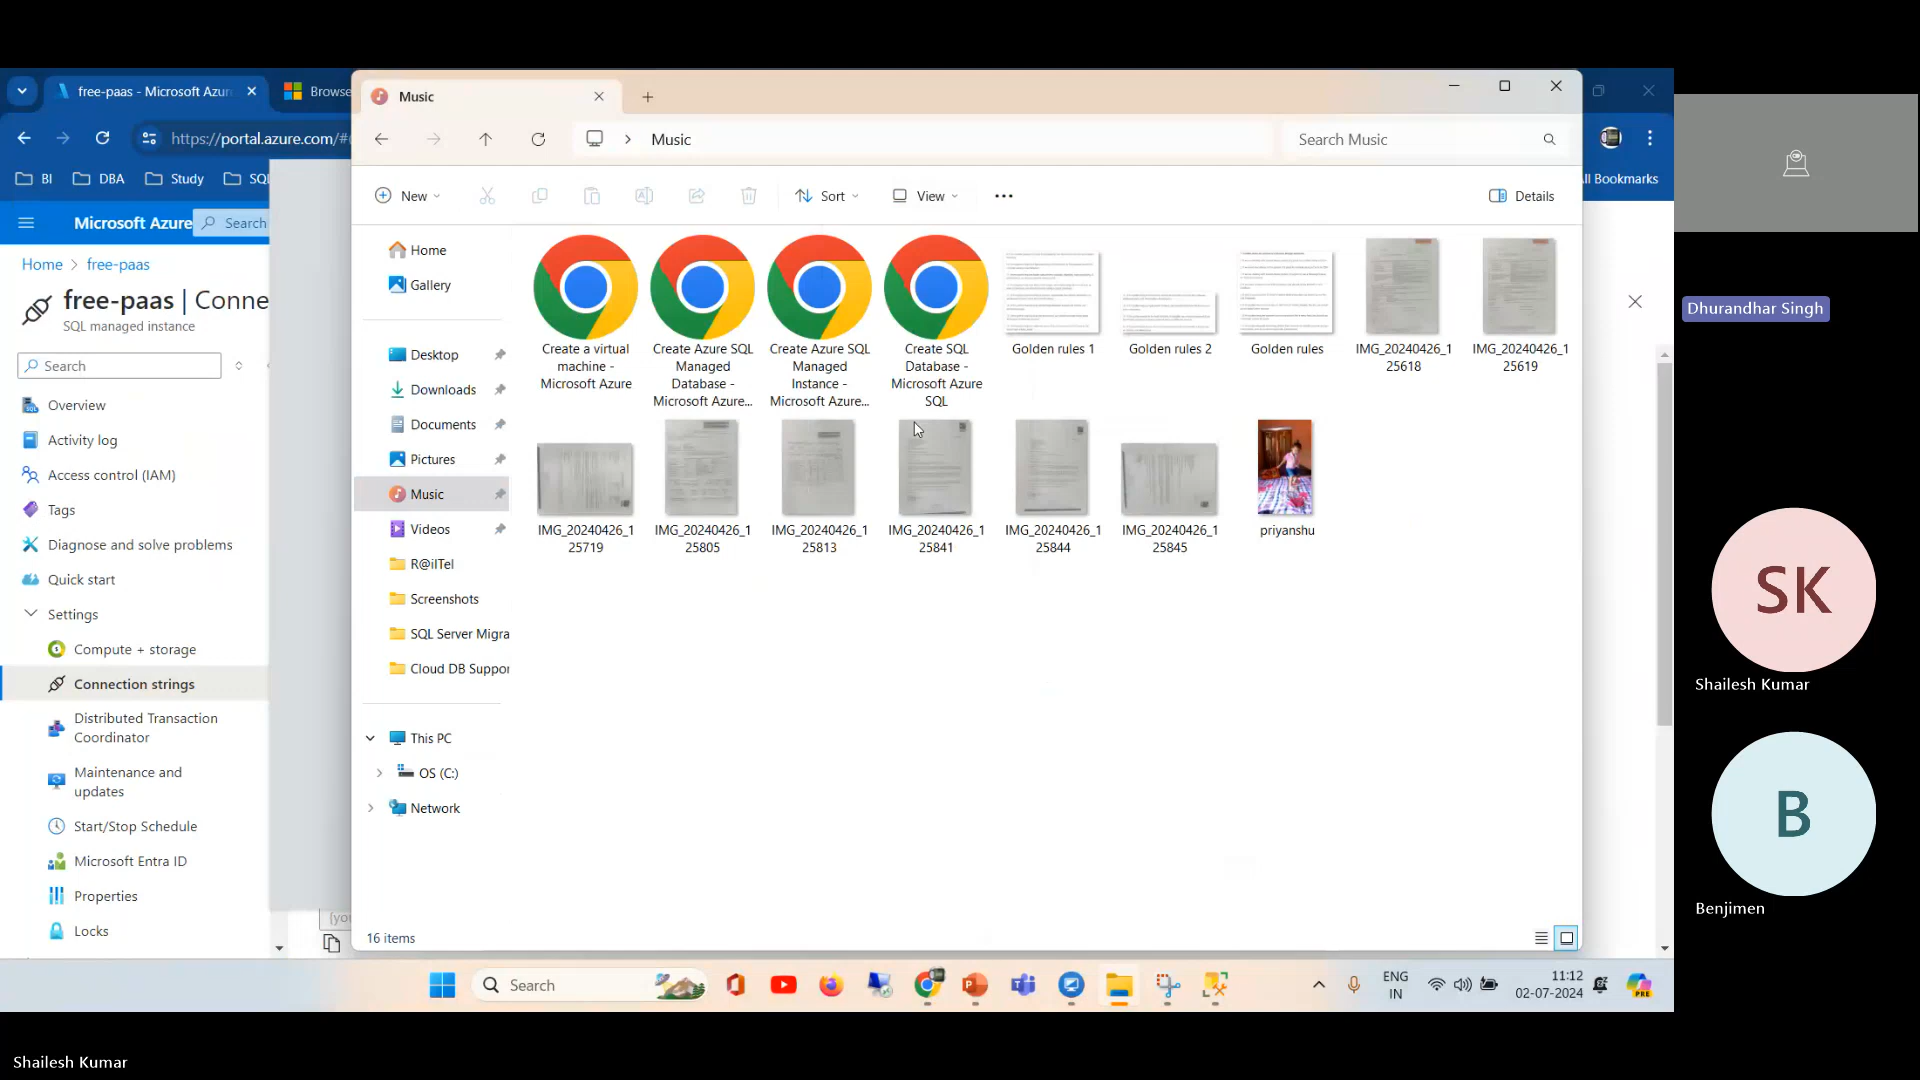 free-paas - Microsoft Azur
Browse
https://portal.azure.com/#
BI
DBA
Study
SQL
All Bookmarks
Microsoft Azure
Search
Home > free-paas
free-paas | Conne
SQL managed instance
Search
Overview
Activity log
Access control (IAM)
Tags
Diagnose and solve problems
Quick start
Settings
Compute + storage
Connection strings
Distributed Transaction
Coordinator
Maintenance and
updates
Start/Stop Schedule
Microsoft Entra ID
Properties
Locks
{you
Music
Music
Search Music
New
Sort
View
Details
Home
Gallery
Desktop
Downloads
Documents
Pictures
Music
Videos
R@ilTel
Screenshots
SQL Server Migra
Cloud DB Suppor
This PC
OS (C:)
Network
Create a virtual
machine -
Microsoft Azure
Create Azure SQL
Managed
Database -
Microsoft Azure...
Create Azure SQL
Managed
Instance -
Microsoft Azure...
Create SQL
Database -
Microsoft Azure
SQL
Golden rules 1
Golden rules 2
Golden rules
IMG_20240426_1
25618
IMG_20240426_1
25619
IMG_20240426_1
25719
IMG_20240426_1
25805
IMG_20240426_1
25813
IMG_20240426_1
25841
IMG_20240426_1
25844
IMG_20240426_1
25845
priyanshu
16 items
Search
ENG
IN
11:12
02-07-2024
PRE
Dhurandhar Singh
SK
Shailesh Kumar
B
Benjimen
Shailesh Kumar